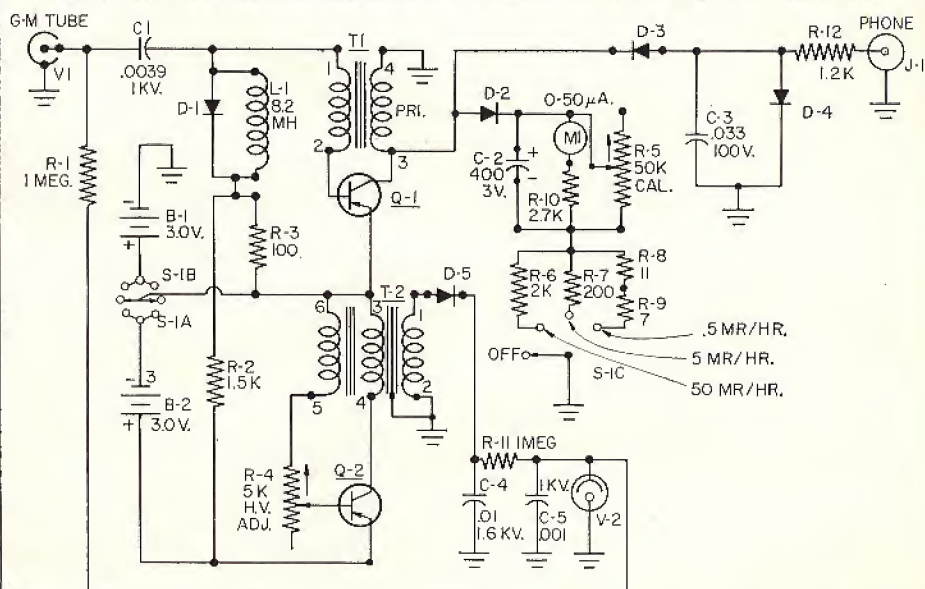 G-M TUBE
V1
C1
.0039
1KV.
D-1
L-1
8.2
MH
T1
1
4
PRI.
2
3
Q-1
R-1
1 MEG.
-
B-1
3.0V.
+
S-1B
S-1A
- 3
B-2
3.0V.
+
R-3
100.
R-2
1.5K
D-2
0-50μA.
M1
C-2
400
3V.
+
-
R-10
2.7K
R-5
50K
CAL.
D-3
C-3
.033
100V.
D-4
R-12
1.2K
PHONE
J-1
R-6
2K
R-7
200
R-8
11
R-9
7
OFF
S-1C
.5 MR/HR.
5 MR/HR.
50 MR/HR.
6
T-2
3
1
5
4
2
D-5
R-4
5K
H.V.
ADJ.
Q-2
R-11 1MEG
C-4
.01
1.6 KV.
1KV.
C-5
.001
V-2